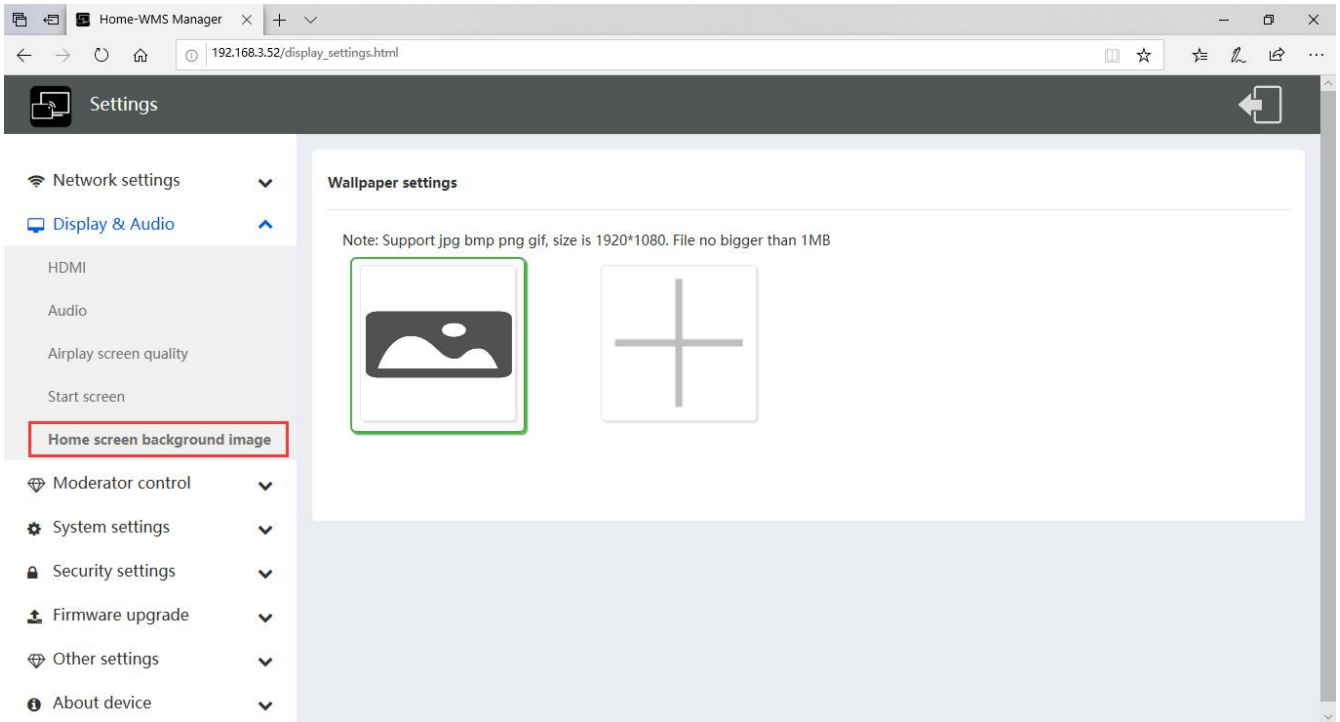 Home-WMS Manager
192.168.3.52/display_settings.html
Settings
Network settings
Display & Audio
HDMI
Audio
Airplay screen quality
Start screen
Home screen background image
Moderator control
System settings
Security settings
Firmware upgrade
Other settings
About device
Wallpaper settings
Note: Support jpg bmp png gif, size is 1920*1080. File no bigger than 1MB